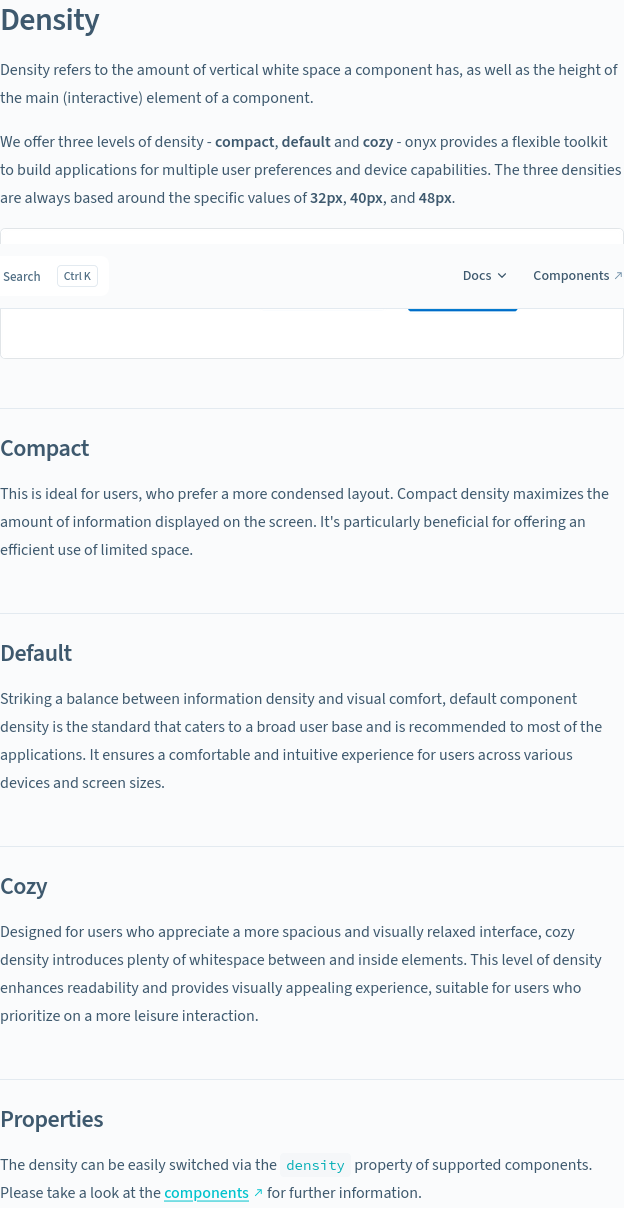 Density
Density refers to the amount of vertical white space a component has, as well as the height of
the main (interactive) element of a component.
We offer three levels of density - compact, default and cozy - onyx provides a flexible toolkit
to build applications for multiple user preferences and device capabilities. The three densities
are always based around the specific values of 32px, 40px, and 48px.
Search Ctrl K Docs Components ↗
Compact
This is ideal for users, who prefer a more condensed layout. Compact density maximizes the
amount of information displayed on the screen. It's particularly beneficial for offering an
efficient use of limited space.
Default
Striking a balance between information density and visual comfort, default component
density is the standard that caters to a broad user base and is recommended to most of the
applications. It ensures a comfortable and intuitive experience for users across various
devices and screen sizes.
Cozy
Designed for users who appreciate a more spacious and visually relaxed interface, cozy
density introduces plenty of whitespace between and inside elements. This level of density
enhances readability and provides visually appealing experience, suitable for users who
prioritize on a more leisure interaction.
Properties
The density can be easily switched via the density property of supported components.
Please take a look at the components ↗ for further information.